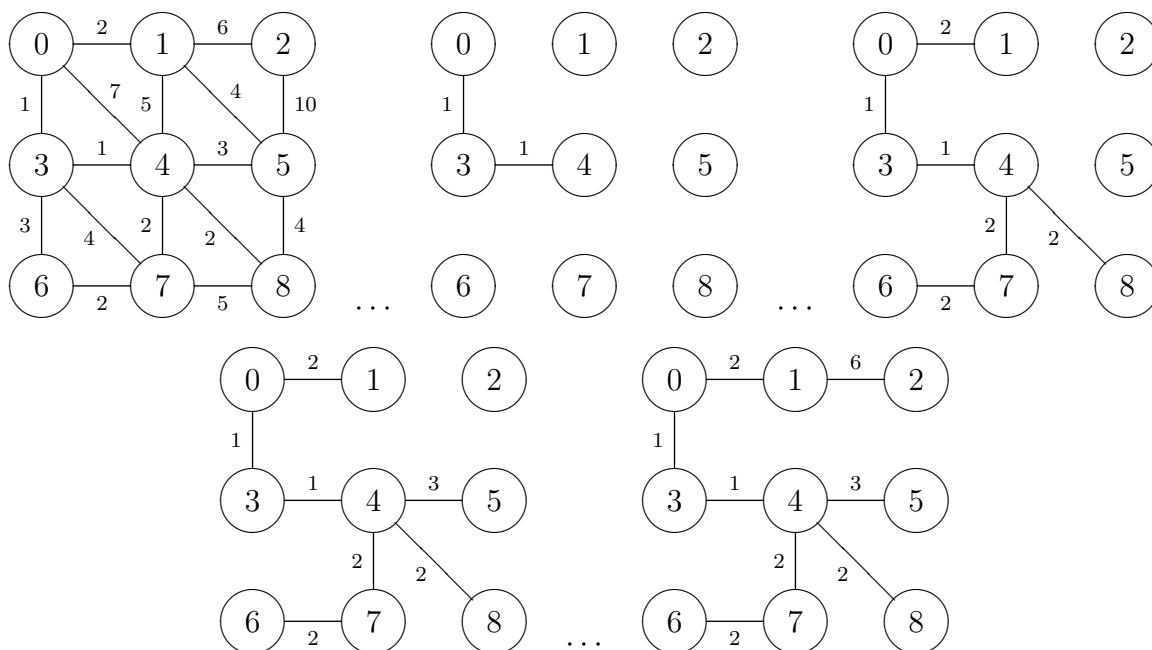 0 2 1 6 2 0 1 2 0 2 1 2
1 7 5 4 10 1 1
3 1 4 3 5 3 1 4 5 3 1 4 5
3 4 2 2 4 2 2
6 2 7 5 8 ... 6 7 8 ... 6 2 7 8
0 2 1 2 0 2 1 6 2
1 1
3 1 4 3 5 3 1 4 3 5
2 2 2 2
6 2 7 8 ... 6 2 7 8